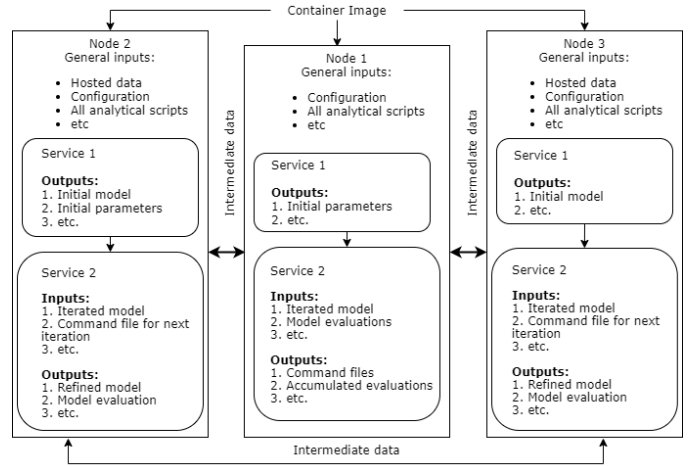 Container Image
Node 2
General inputs:
• Hosted data
• Configuration
• All analytical scripts
• etc
Service 1
Outputs:
1. Initial model
2. Initial parameters
3. etc.
Service 2
Inputs:
1. Iterated model
2. Command file for next
iteration
3. etc.
Outputs:
1. Refined model
2. Model evaluation
3. etc.
Intermediate data
Node 1
General inputs:
• Configuration
• All analytical scripts
• etc
Service 1
Outputs:
1. Initial parameters
2. etc.
Service 2
Inputs:
1. Iterated model
2. Model evaluations
3. etc.
Outputs:
1. Command files
2. Accumulated evaluations
3. etc.
Intermediate data
Node 3
General inputs:
• Hosted data
• Configuration
• All analytical scripts
• etc
Service 1
Outputs:
1. Initial model
2. etc.
Service 2
Inputs:
1. Iterated model
2. Command file for next
iteration
3. etc.
Outputs:
1. Refined model
2. Model evaluation
3. etc.
Intermediate data